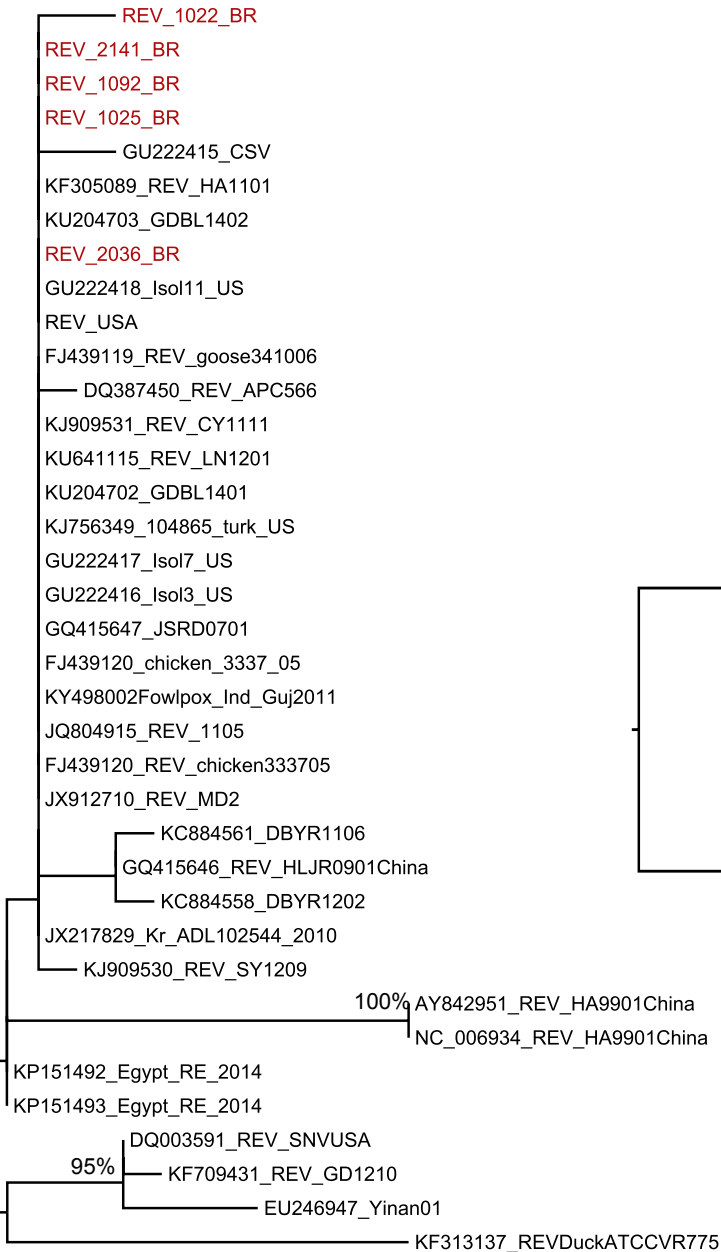 REV_1022_BR
REV_2141_BR
REV_1092_BR
REV_1025_BR
GU222415_CSV
KF305089_REV_HA1101
KU204703_GDBL1402
REV_2036_BR
GU222418_Isol11_US
REV_USA
FJ439119_REV_goose341006
DQ387450_REV_APC566
KJ909531_REV_CY1111
KU641115_REV_LN1201
KU204702_GDBL1401
KJ756349_104865_turk_US
GU222417_Isol7_US
GU222416_Isol3_US
GQ415647_JSRD0701
FJ439120_chicken_3337_05
KY498002Fowlpox_Ind_Guj2011
JQ804915_REV_1105
FJ439120_REV_chicken333705
JX912710_REV_MD2
KC884561_DBYR1106
GQ415646_REV_HLJR0901China
KC884558_DBYR1202
JX217829_Kr_ADL102544_2010
KJ909530_REV_SY1209
100% AY842951_REV_HA9901China
NC_006934_REV_HA9901China
KP151492_Egypt_RE_2014
KP151493_Egypt_RE_2014
DQ003591_REV_SNVUSA
95% KF709431_REV_GD1210
EU246947_Yinan01
KF313137_REVDuckATCCVR775